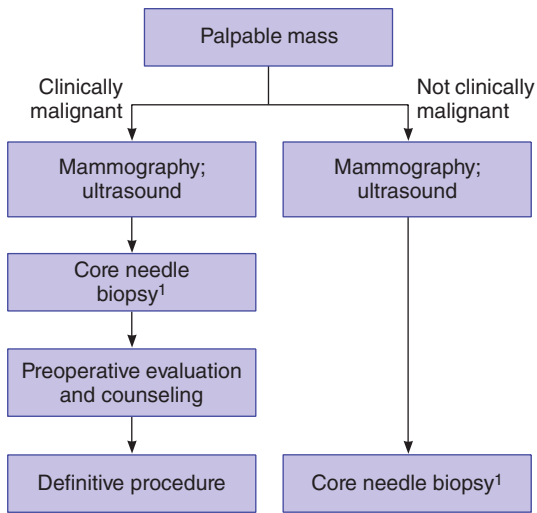 Palpable mass
Clinically
malignant
Not clinically
malignant
Mammography;
ultrasound
Mammography;
ultrasound
Core needle
biopsy¹
Preoperative evaluation
and counseling
Definitive procedure
Core needle biopsy¹